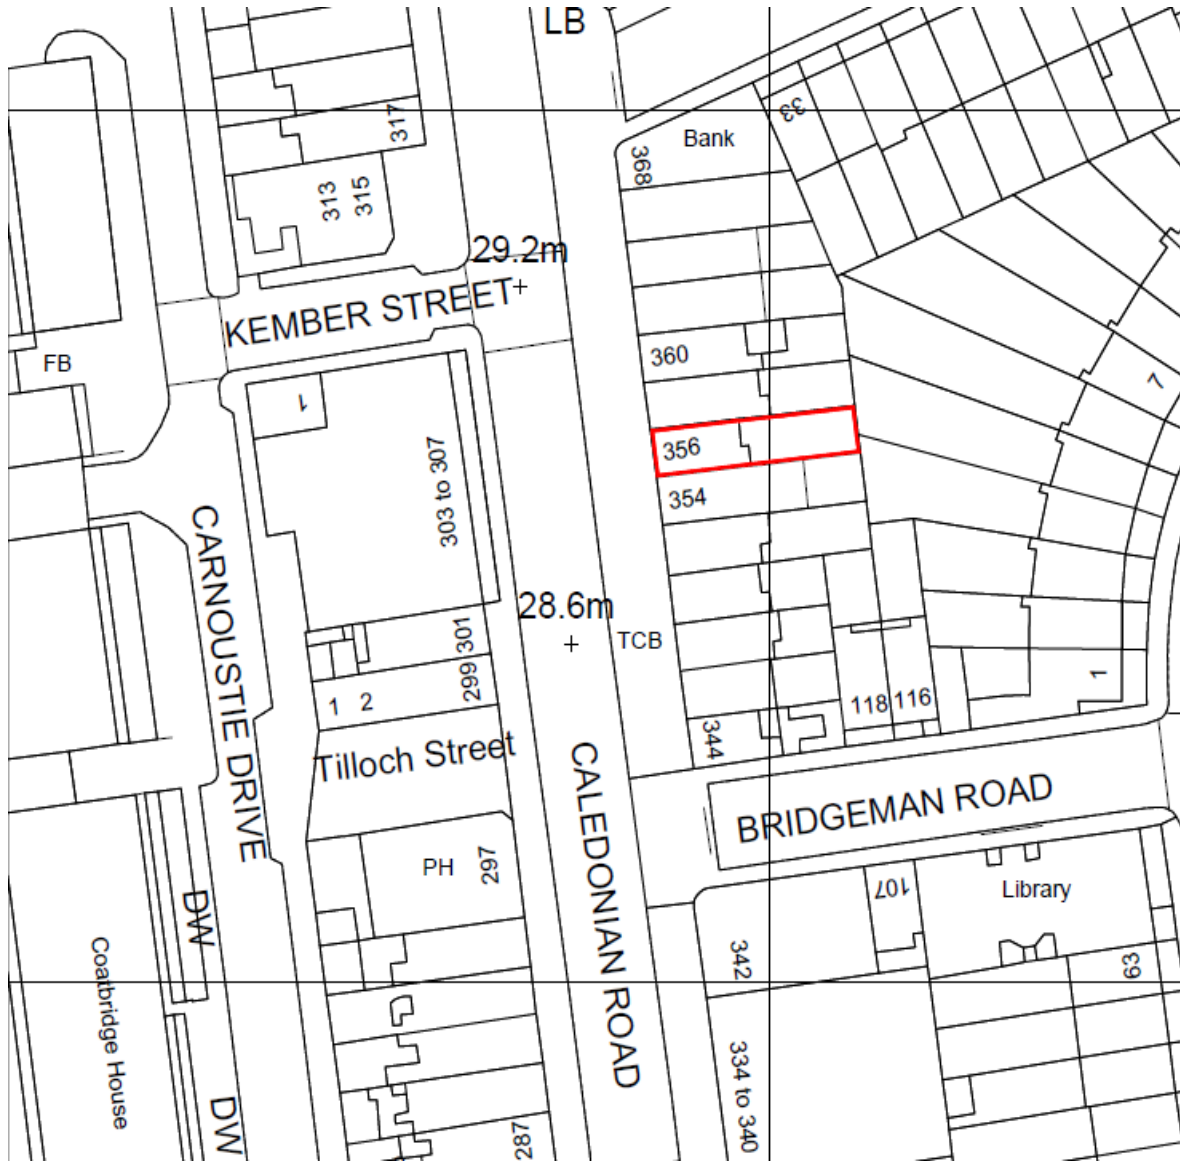 LB
317
33
Bank
368
313
315
29.2m
KEMBER STREET
FB
360
1
7
356
303 to 307
354
CARNOUSTIE DRIVE
28.6m
TCB
301
299
1 2
118
116
1
344
Tilloch Street
CALEDONIAN ROAD
BRIDGEMAN ROAD
PH
297
107
Library
DW
Coatbridge House
342
63
334 to 340
DW
287